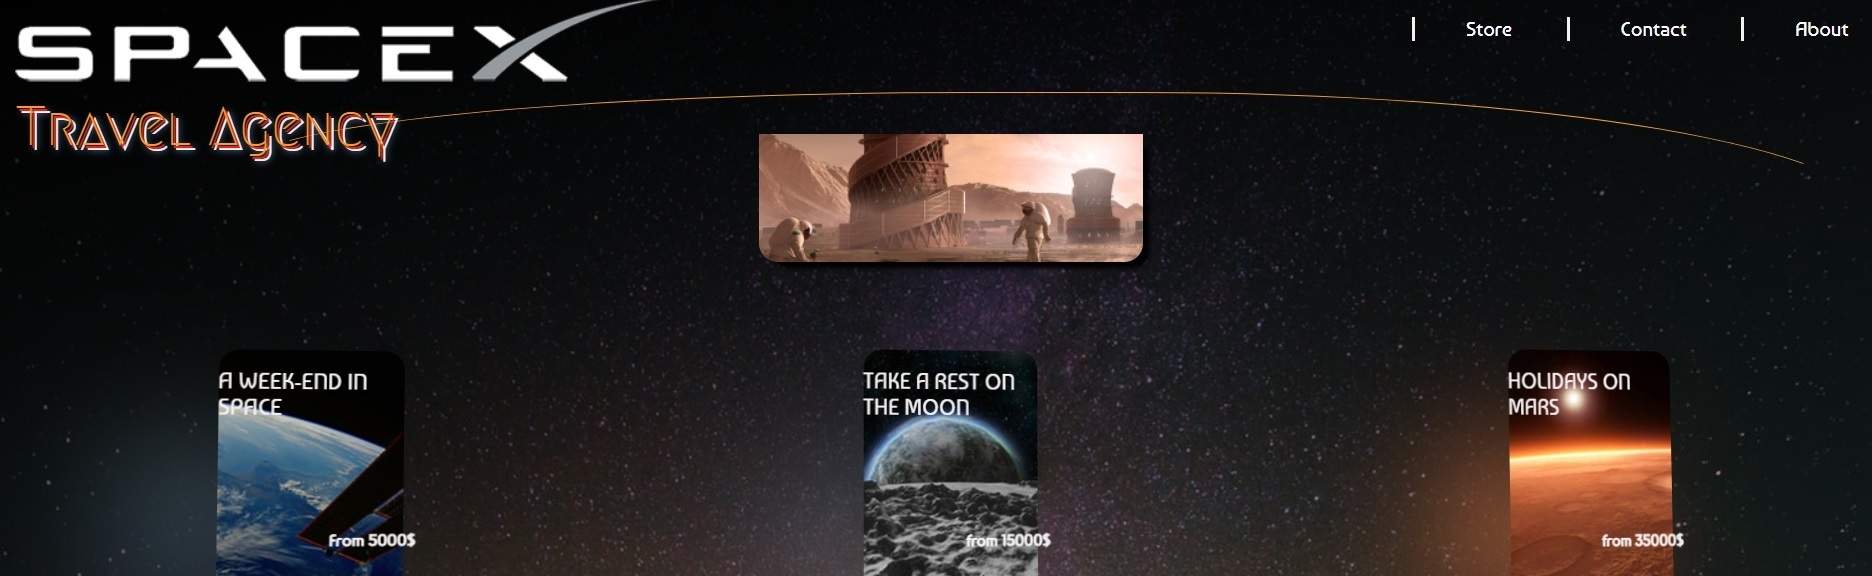 SPACEX
Store
Contact
About
Travel Agency
A WEEK-END IN
SPACE
from 5000$
TAKE A REST ON
THE MOON
from 15000$
HOLIDAYS ON
MARS
from 35000$